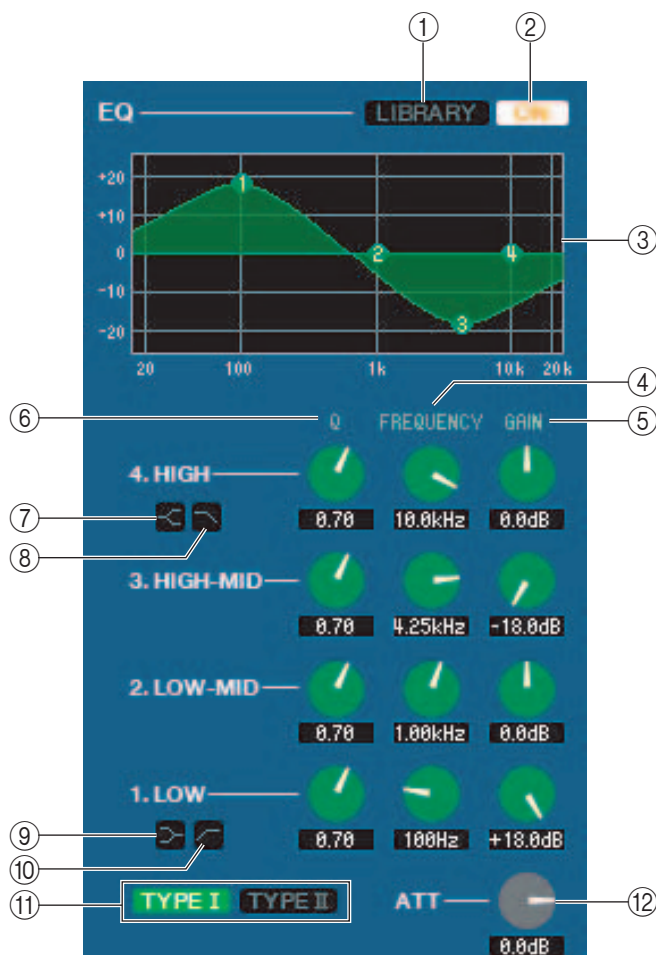 ① ②
EQ LIBRARY ON
+20
+10
0
-10
-20
1 2 3 4
20 100 1k 10k 20k
③
④
⑥ Q FREQUENCY GAIN ⑤
4. HIGH
0.70 10.0kHz 0.0dB
⑦
⑧
3. HIGH-MID
0.70 4.25kHz -18.0dB
2. LOW-MID
0.70 1.00kHz 0.0dB
1. LOW
0.70 100Hz +18.0dB
⑨
⑩
⑪ TYPE I TYPE II ATT ⑫
0.0dB